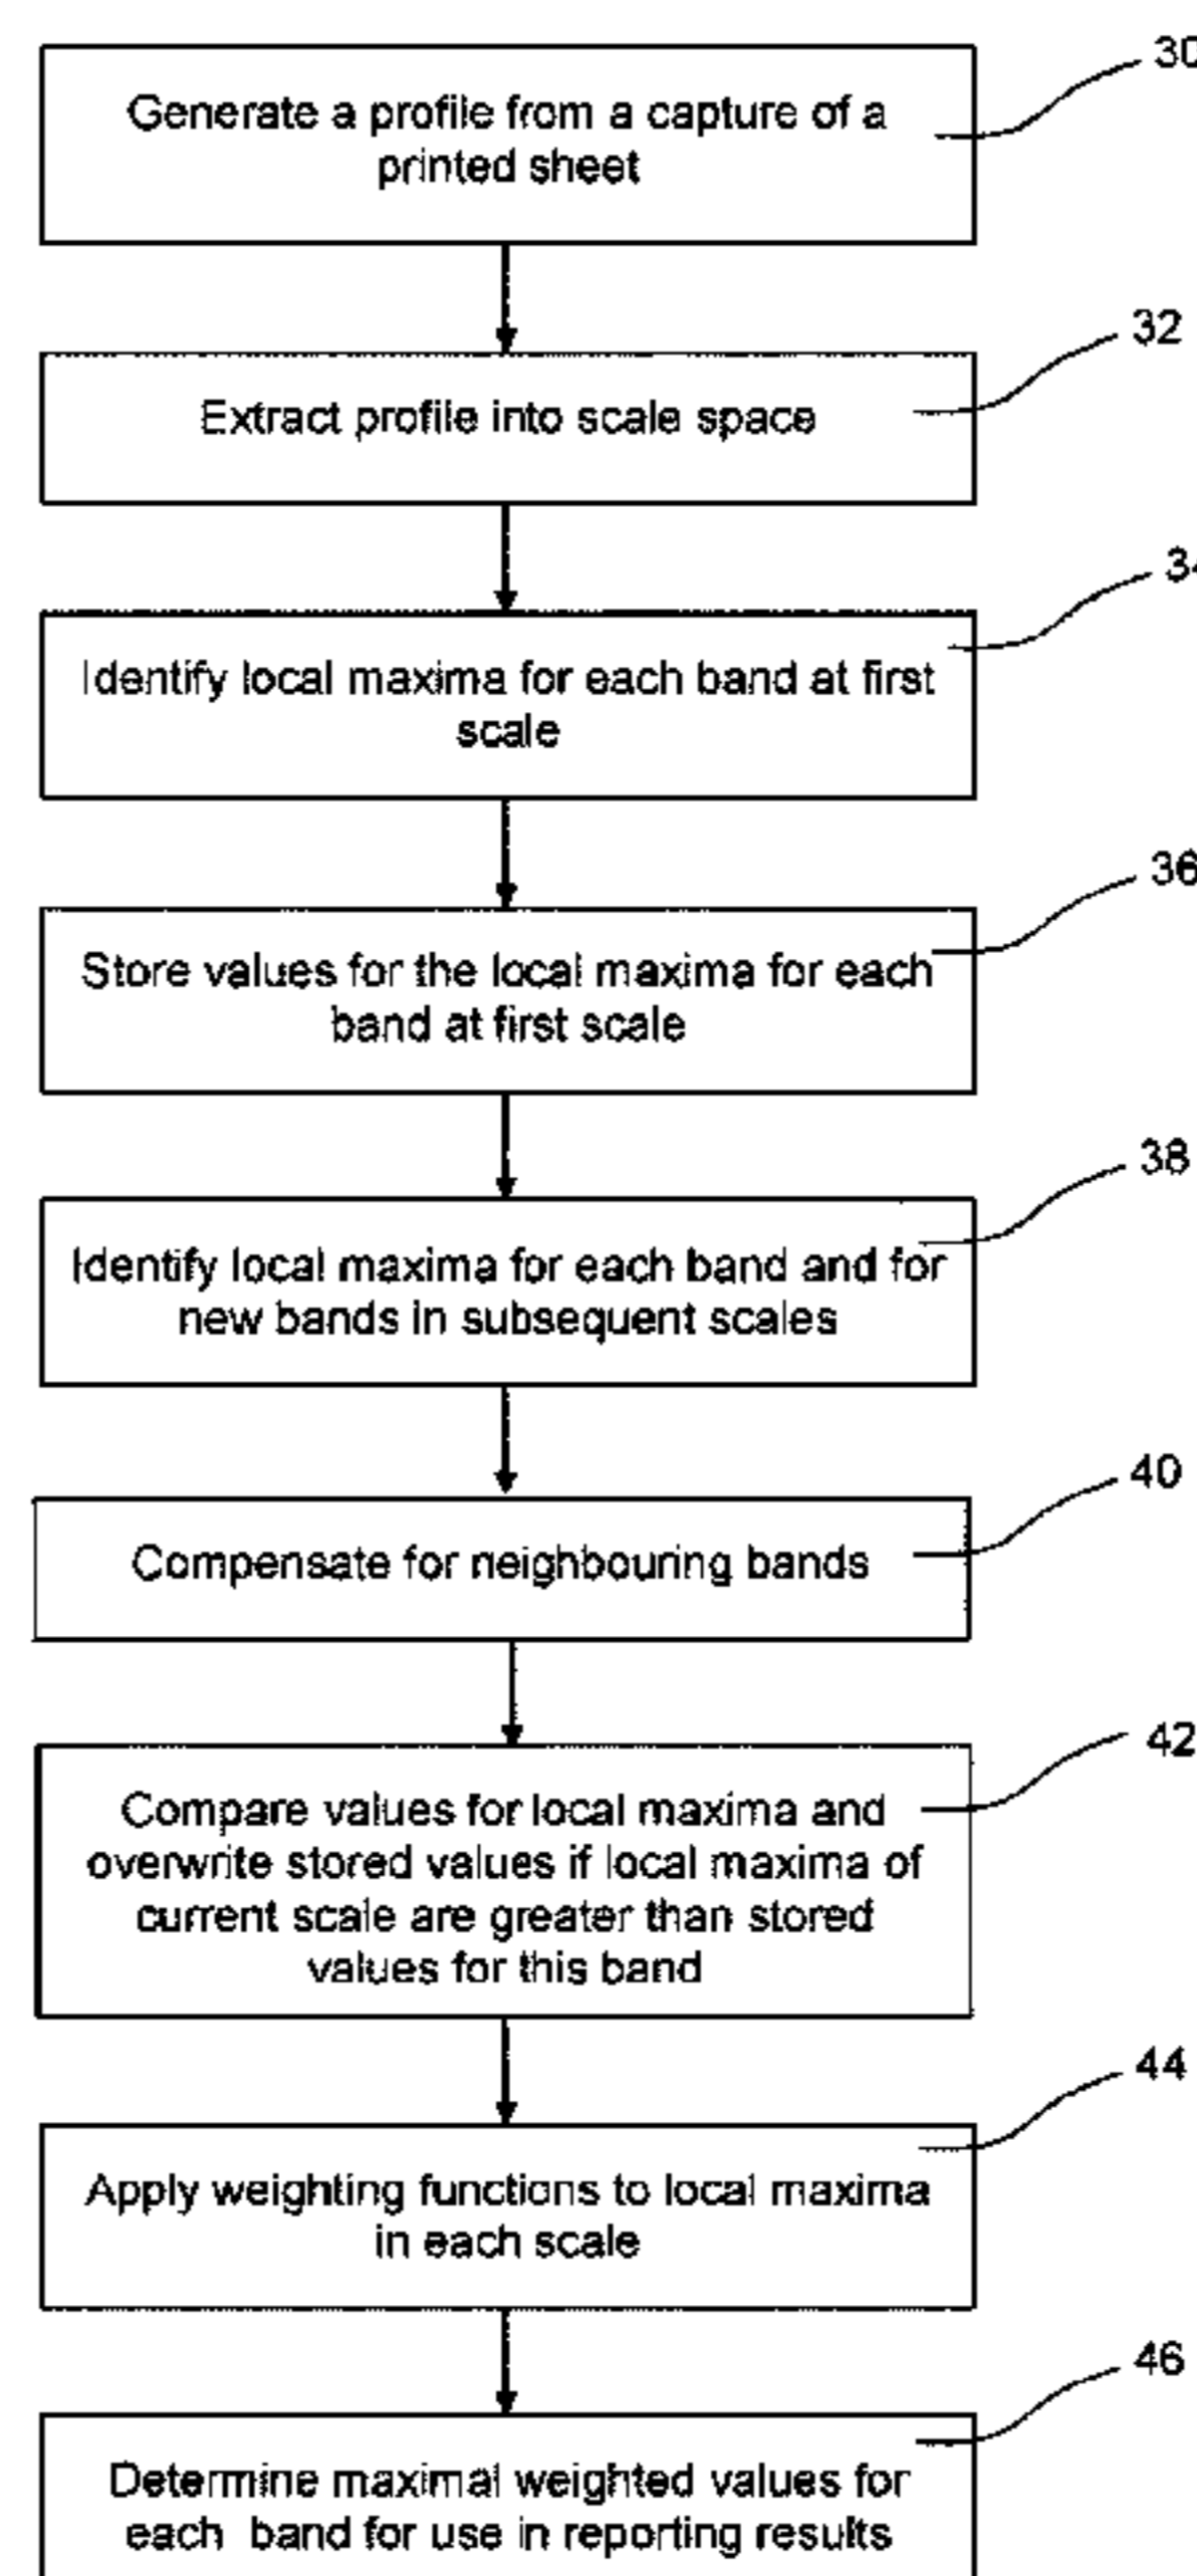 30
Generate a profile from a capture of a
printed sheet
32
Extract profile into scale space
34
Identify local maxima for each band at first
scale
36
Store values for the local maxima for each
band at first scale
38
Identify local maxima for each band and for
new bands in subsequent scales
40
Compensate for neighbouring bands
42
Compare values for local maxima and
overwrite stored values if local maxima of
current scale are greater than stored
values for this band
44
Apply weighting functions to local maxima
in each scale
46
Determine maximal weighted values for
each band for use in reporting results